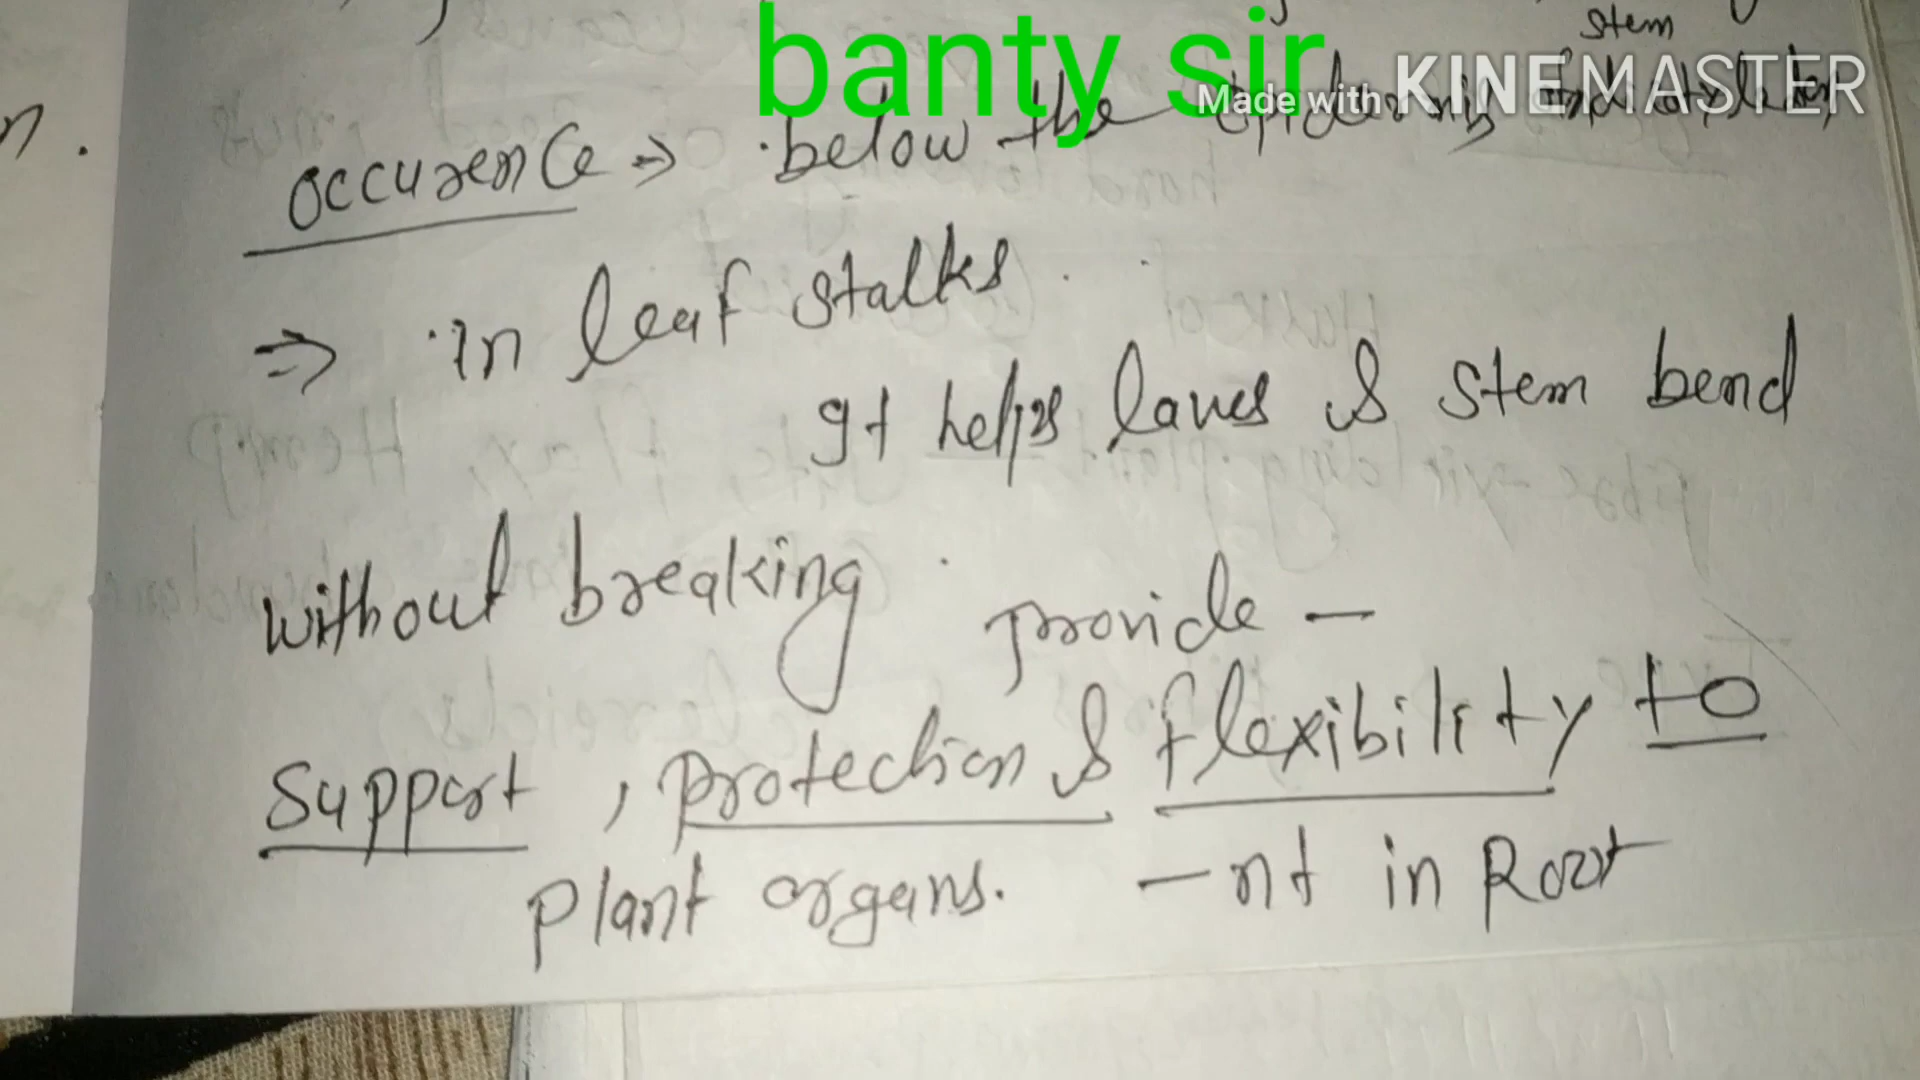 banty sir
Made with KINEMASTER
stem
n.
occurence ⇒ . below the Epidermis
⇒ . in leaf stalks .
It helps laves & stem bend
without breaking . provide –
support , protection & flexibility to
plant organs. – nt in Root